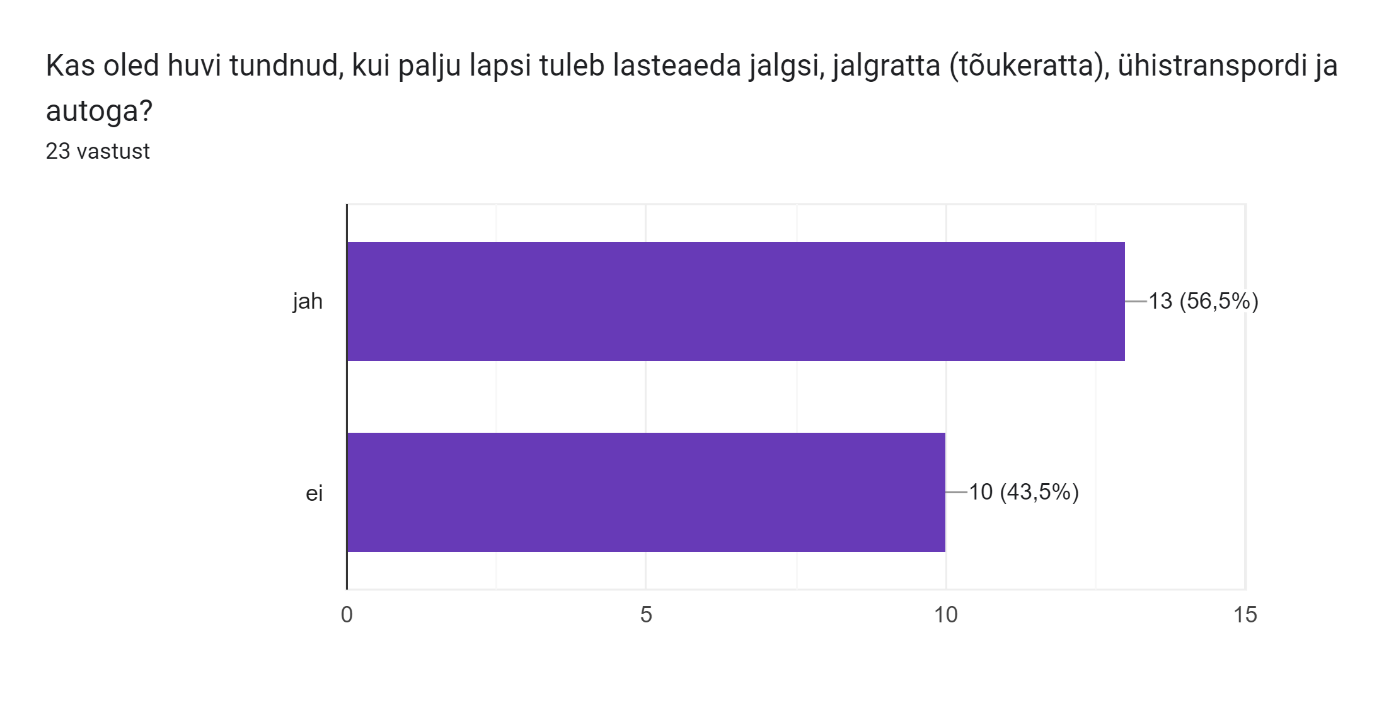 Kas oled huvi tundnud, kui palju lapsi tuleb lasteaeda jalgsi, jalgratta (tõukeratta), ühistranspordi ja
autoga?
23 vastust
jah
13 (56,5%)
ei
10 (43,5%)
0
5
10
15